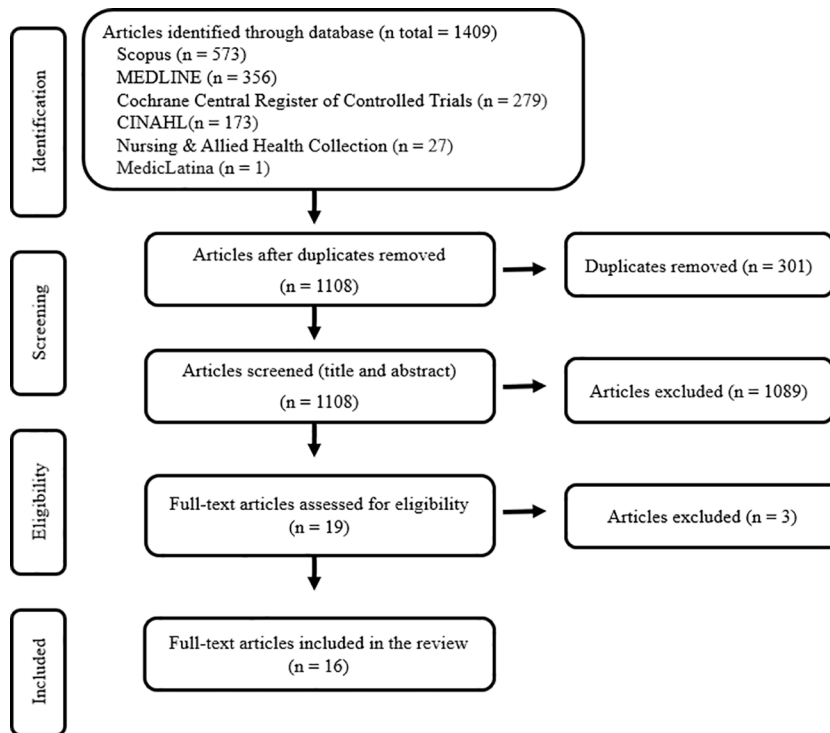 Identification
Articles identified through database (n total = 1409)
Scopus (n = 573)
MEDLINE (n = 356)
Cochrane Central Register of Controlled Trials (n = 279)
CINAHL(n = 173)
Nursing & Allied Health Collection (n = 27)
MedicLatina (n = 1)
Screening
Articles after duplicates removed
(n = 1108)
Duplicates removed (n = 301)
Articles screened (title and abstract)
(n = 1108)
Articles excluded (n = 1089)
Eligibility
Full-text articles assessed for eligibility
(n = 19)
Articles excluded (n = 3)
Included
Full-text articles included in the review
(n = 16)